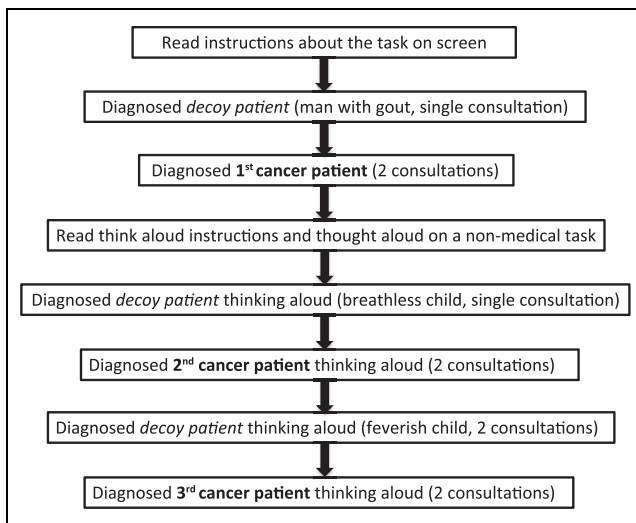 Read instructions about the task on screen
Diagnosed decoy patient (man with gout, single consultation)
Diagnosed 1st cancer patient (2 consultations)
Read think aloud instructions and thought aloud on a non-medical task
Diagnosed decoy patient thinking aloud (breathless child, single consultation)
Diagnosed 2nd cancer patient thinking aloud (2 consultations)
Diagnosed decoy patient thinking aloud (feverish child, 2 consultations)
Diagnosed 3rd cancer patient thinking aloud (2 consultations)